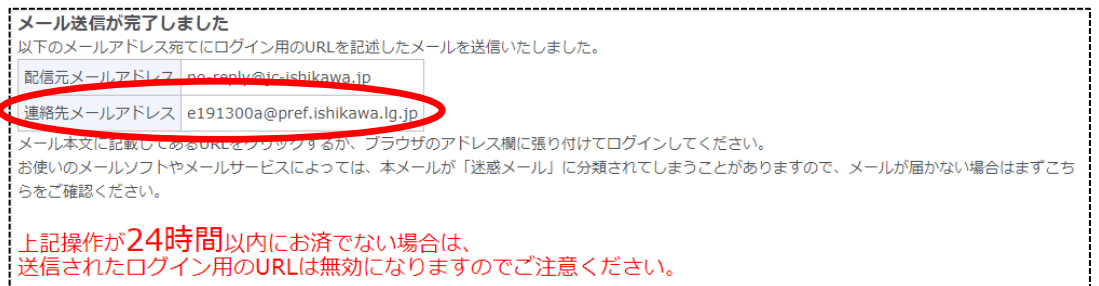 メール送信が完了しました
以下のメールアドレス宛てにログイン用のURLを記述したメールを送信いたしました。
配信元メールアドレス no-reply@jc-ishikawa.jp
連絡先メールアドレス e191300a@pref.ishikawa.lg.jp
メール本文に記載してあるURLをクリックするか、ブラウザのアドレス欄に張り付けてログインしてください。
お使いのメールソフトやメールサービスによっては、本メールが「迷惑メール」に分類されてしまうことがありますので、メールが届かない場合はまずこち
らをご確認ください。
上記操作が24時間以内にお済でない場合は、
送信されたログイン用のURLは無効になりますのでご注意ください。